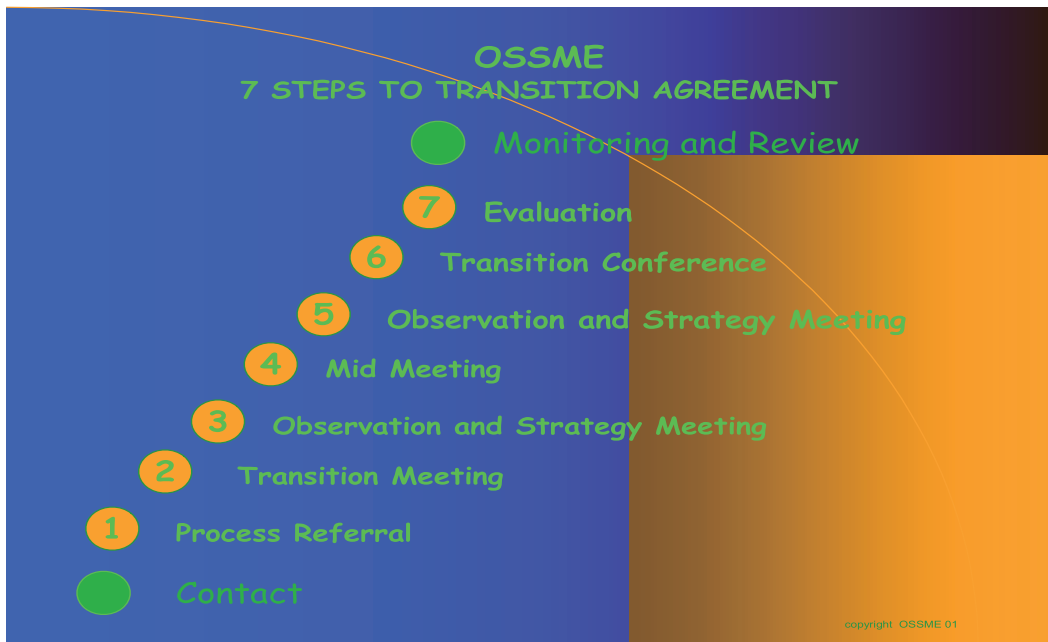 OSSME
7 STEPS TO TRANSITION AGREEMENT
Monitoring and Review
7 Evaluation
6 Transition Conference
5 Observation and Strategy Meeting
4 Mid Meeting
3 Observation and Strategy Meeting
2 Transition Meeting
1 Process Referral
Contact
copyright OSSME 01